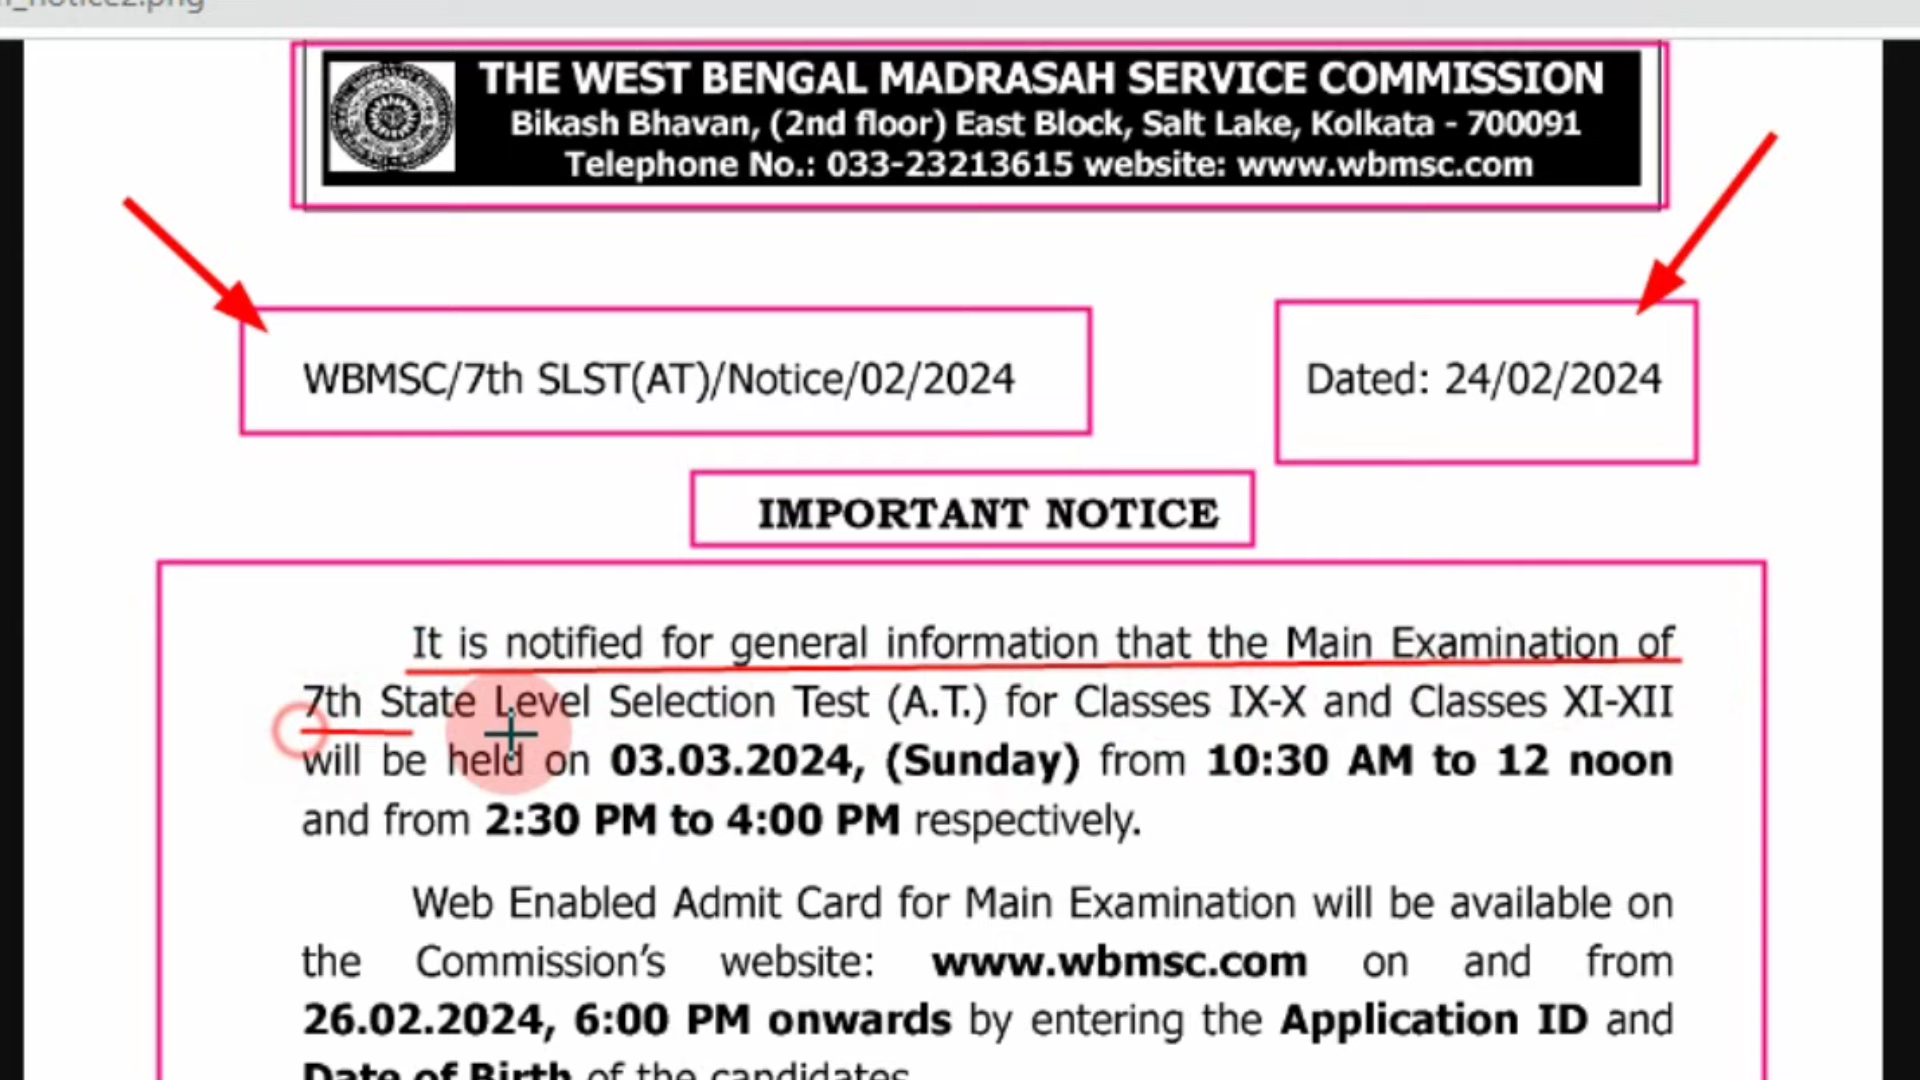 THE WEST BENGAL MADRASAH SERVICE COMMISSION
Bikash Bhavan, (2nd floor) East Block, Salt Lake, Kolkata - 700091
Telephone No.: 033-23213615 website: www.wbmsc.com
WBMSC/7th SLST(AT)/Notice/02/2024
Dated: 24/02/2024
IMPORTANT NOTICE
It is notified for general information that the Main Examination of
7th State Level Selection Test (A.T.) for Classes IX-X and Classes XI-XII
will be held on 03.03.2024, (Sunday) from 10:30 AM to 12 noon
and from 2:30 PM to 4:00 PM respectively.
Web Enabled Admit Card for Main Examination will be available on
the Commission's website: www.wbmsc.com on and from
26.02.2024, 6:00 PM onwards by entering the Application ID and
Date of Birth of the candidates